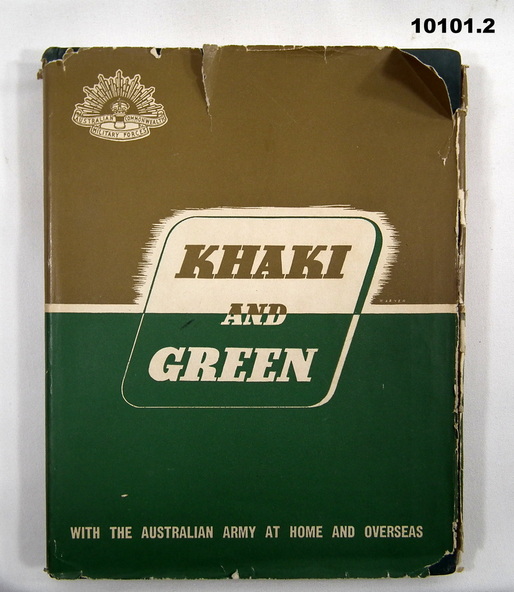 10101.2
AUSTRALIAN COMMONWEALTH
MILITARY FORCES
KHAKI
AND
GREEN
WITH THE AUSTRALIAN ARMY AT HOME AND OVERSEAS